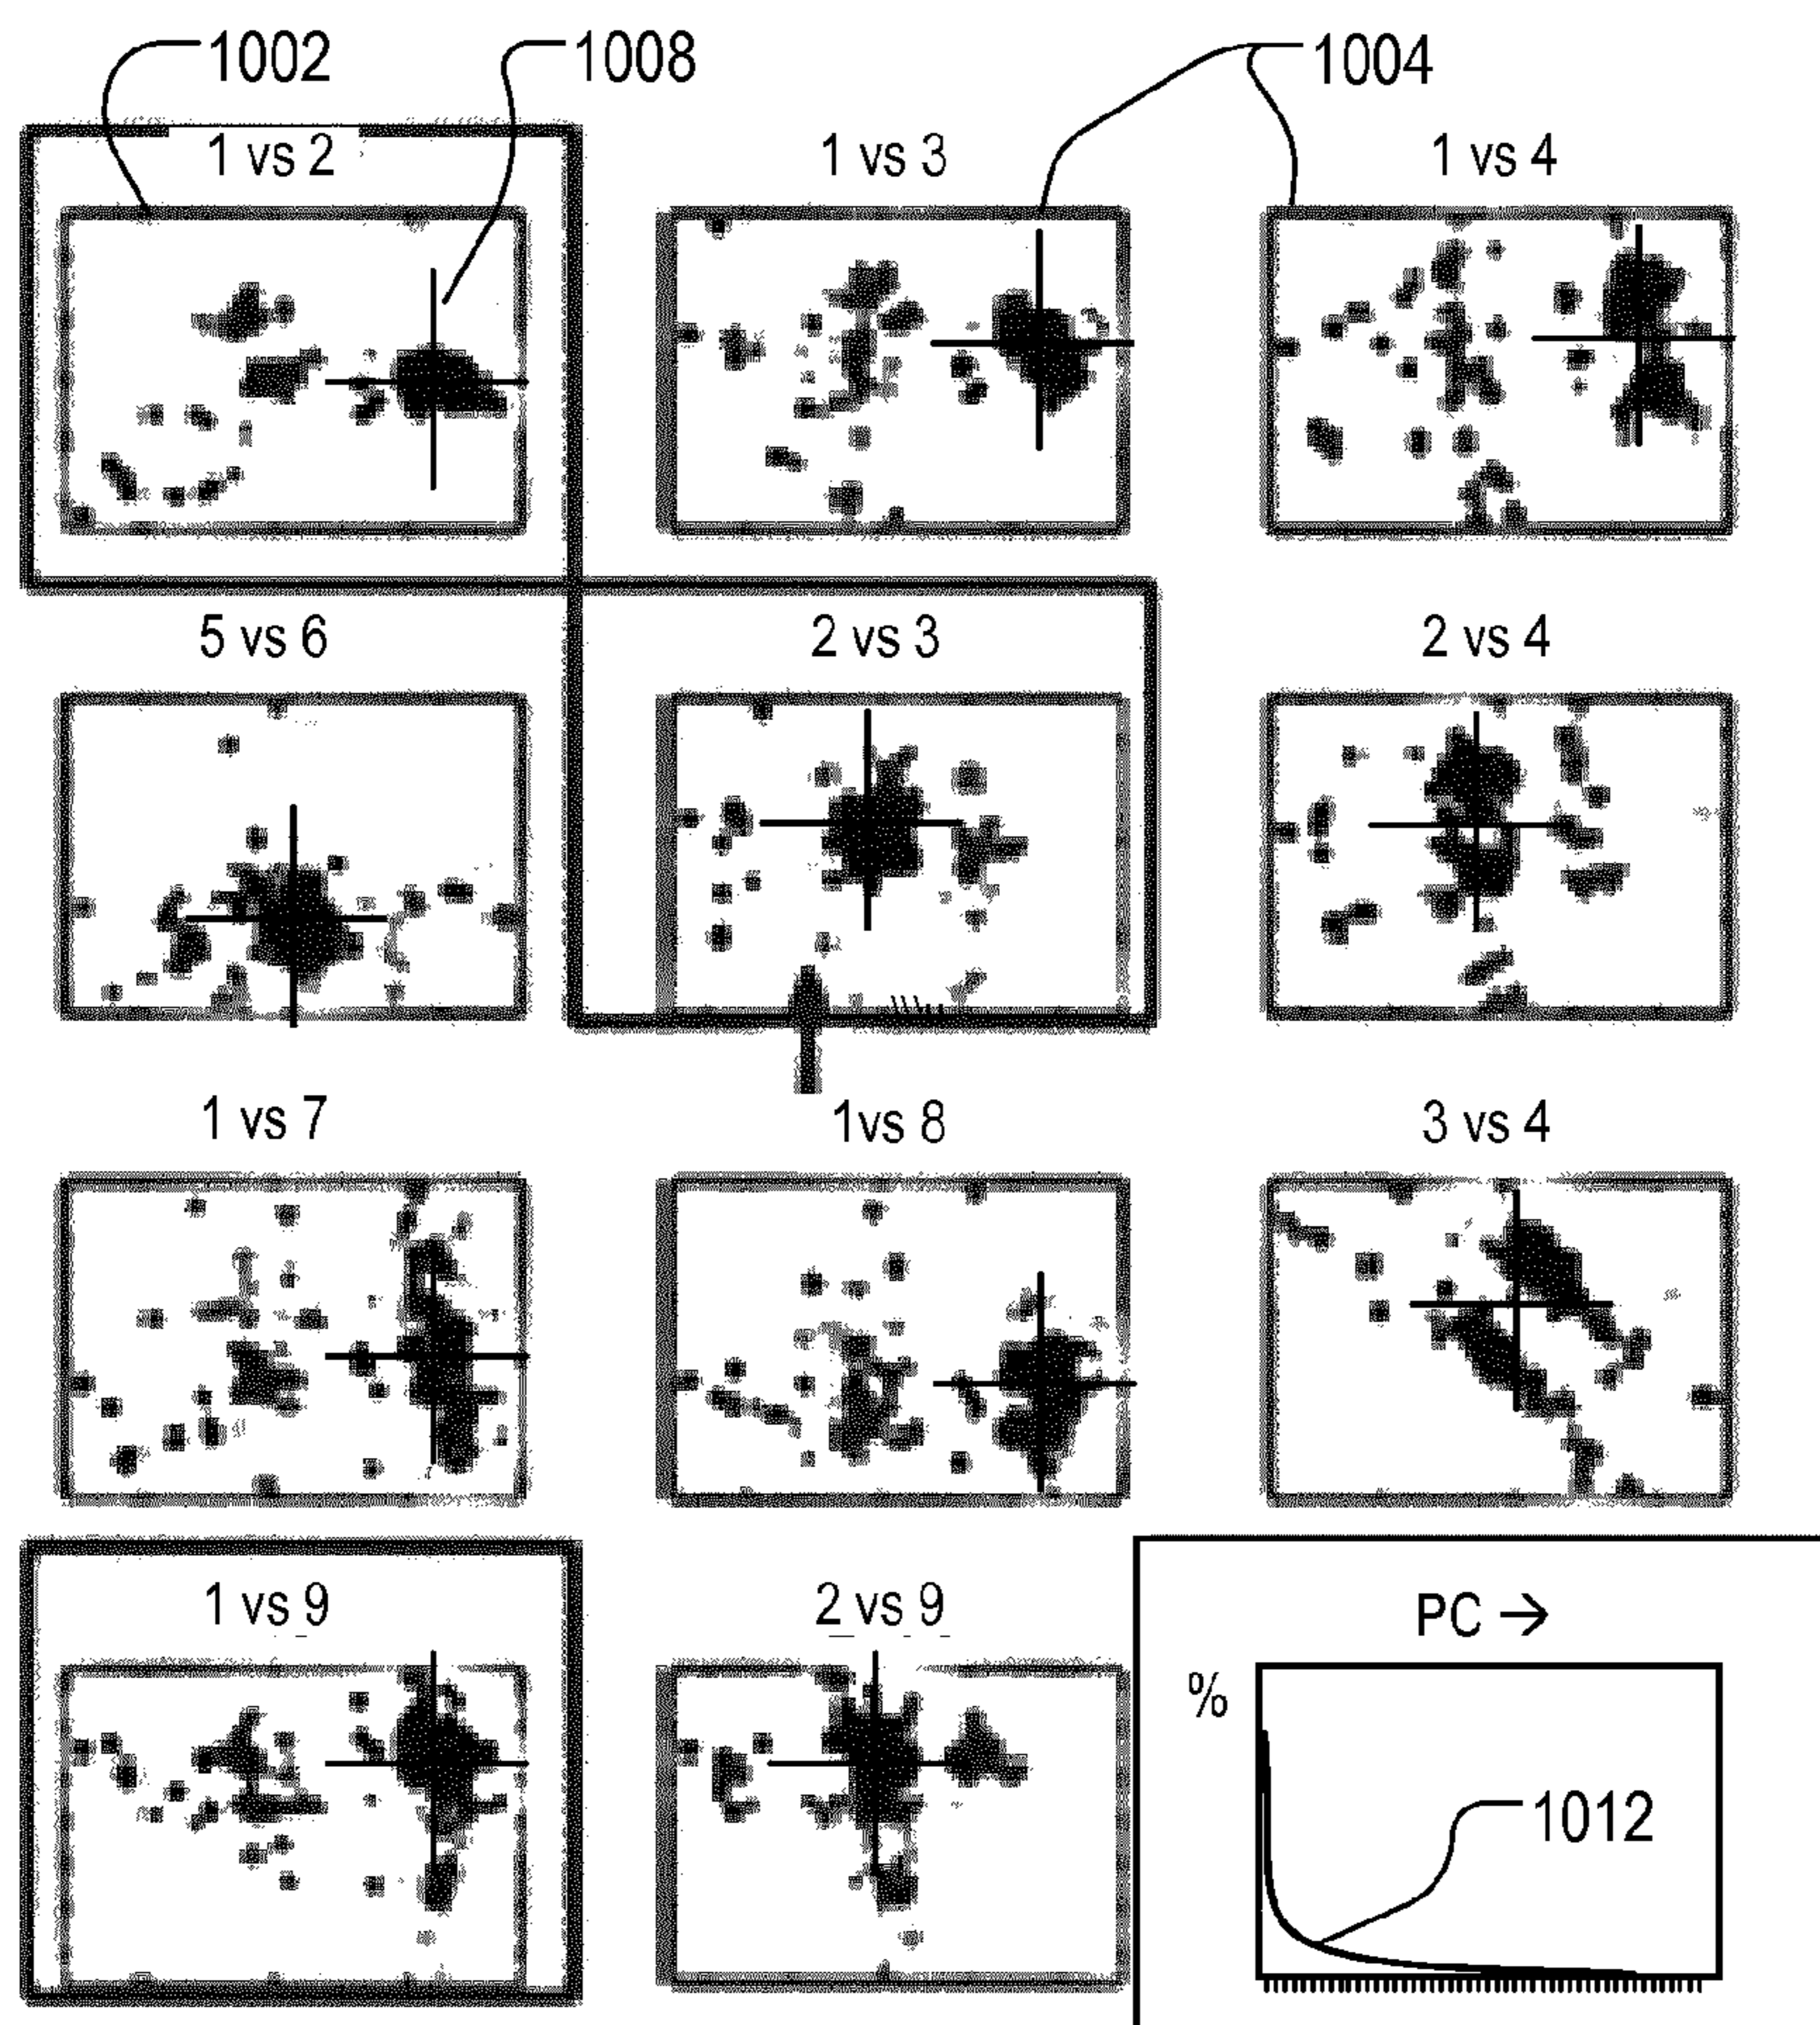 1002 1008 1004
1 vs 2 1 vs 3 1 vs 4
5 vs 6 2 vs 3 2 vs 4
1 vs 7 1vs 8 3 vs 4
1 vs 9 2 vs 9 PC →
%
1012